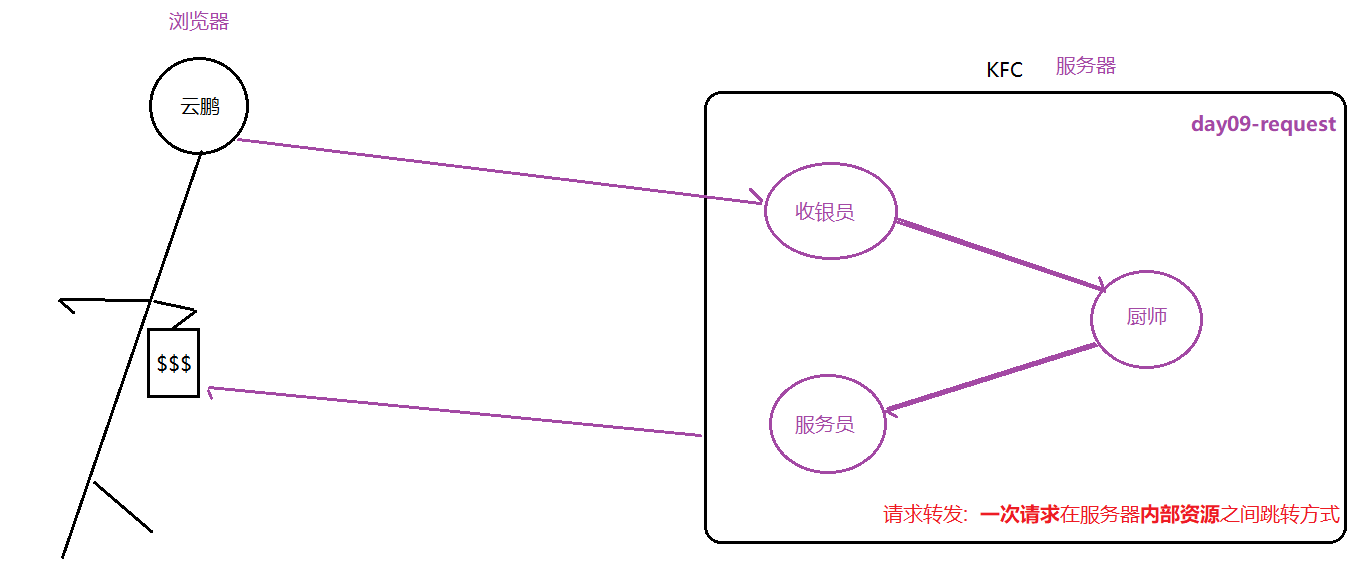 浏览器
云鹏
$$$
KFC 服务器
day09-request
收银员
厨师
服务员
请求转发: 一次请求在服务器内部资源之间跳转方式